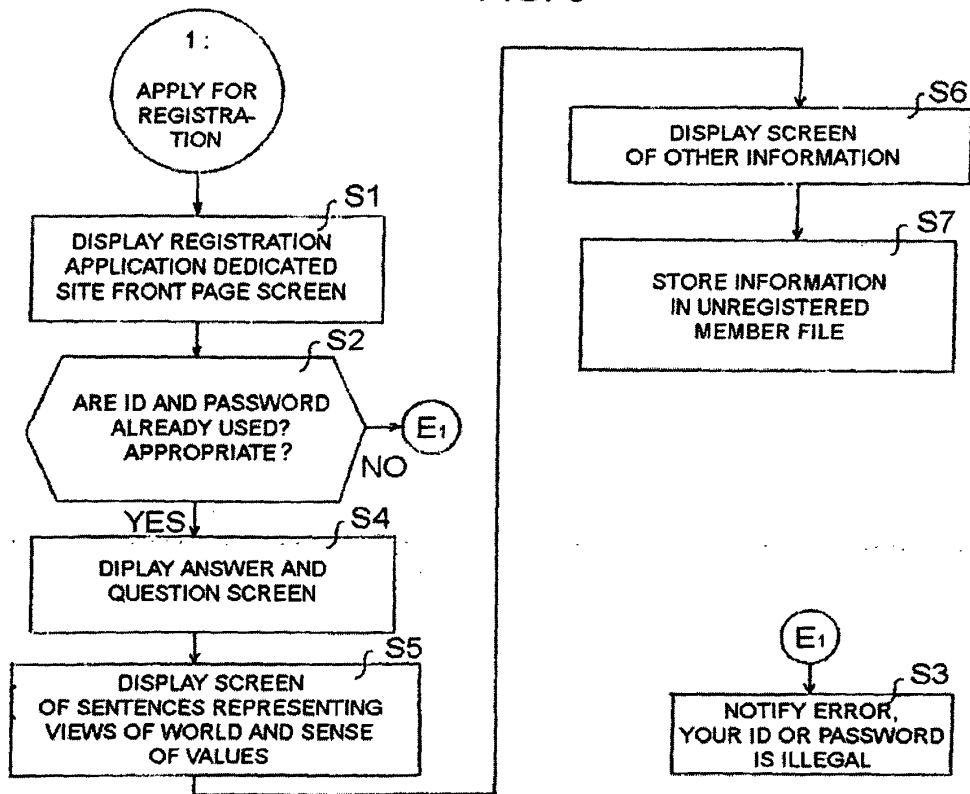 1 :
APPLY FOR
REGISTRA-
TION
S1
DISPLAY REGISTRATION
APPLICATION DEDICATED
SITE FRONT PAGE SCREEN
S2
ARE ID AND PASSWORD
ALREADY USED?
APPROPRIATE ?
E1
NO
YES
S4
DIPLAY ANSWER AND
QUESTION SCREEN
S5
DISPLAY SCREEN
OF SENTENCES REPRESENTING
VIEWS OF WORLD AND SENSE
OF VALUES
S6
DISPLAY SCREEN
OF OTHER INFORMATION
S7
STORE INFORMATION
IN UNREGISTERED
MEMBER FILE
E1
S3
NOTIFY ERROR,
YOUR ID OR PASSWORD
IS ILLEGAL